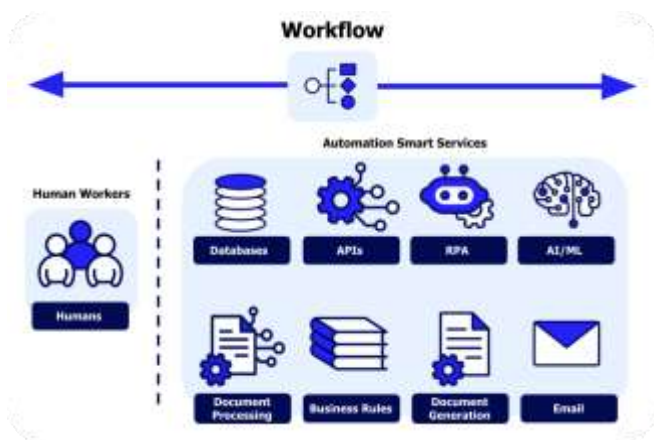 Workflow
Automation Smart Services
Human Workers
Databases
APIs
RPA
AI/ML
Humans
Document
Processing
Business Rules
Document
Generation
Email